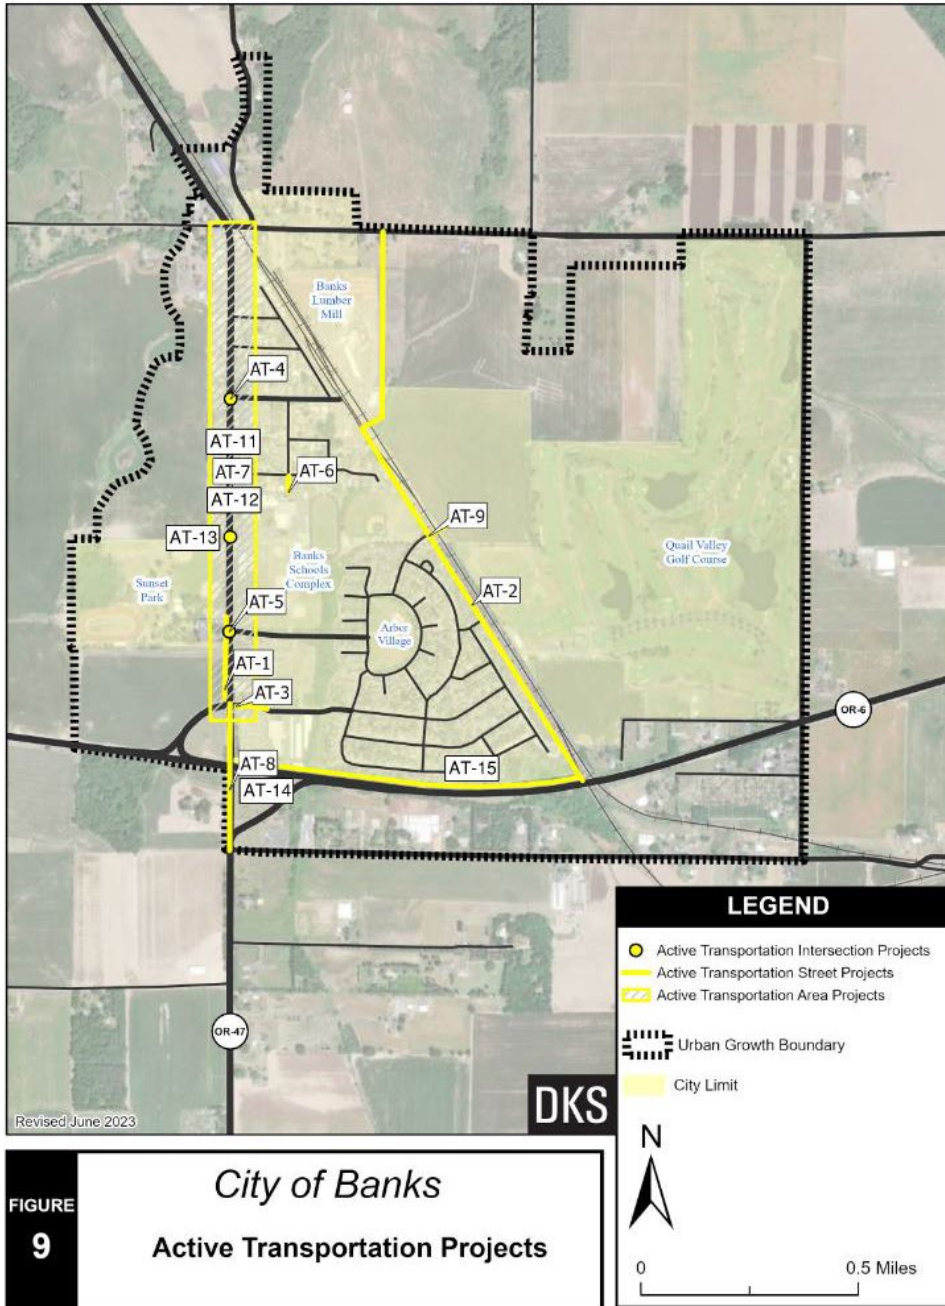 Banks
Lumber
Mill
AT-4
AT-11
AT-7
AT-6
AT-12
AT-9
AT-13
Banks
Schools
Complex
Quail Valley
Golf Course
Sunset
Park
AT-2
AT-5
Arbor
Village
AT-1
AT-3
OR-6
AT-8
AT-15
AT-14
LEGEND
Active Transportation Intersection Projects
Active Transportation Street Projects
Active Transportation Area Projects
Urban Growth Boundary
City Limit
OR-47
DKS
Revised June 2023
N
0 0.5 Miles
FIGURE
9
City of Banks
Active Transportation Projects